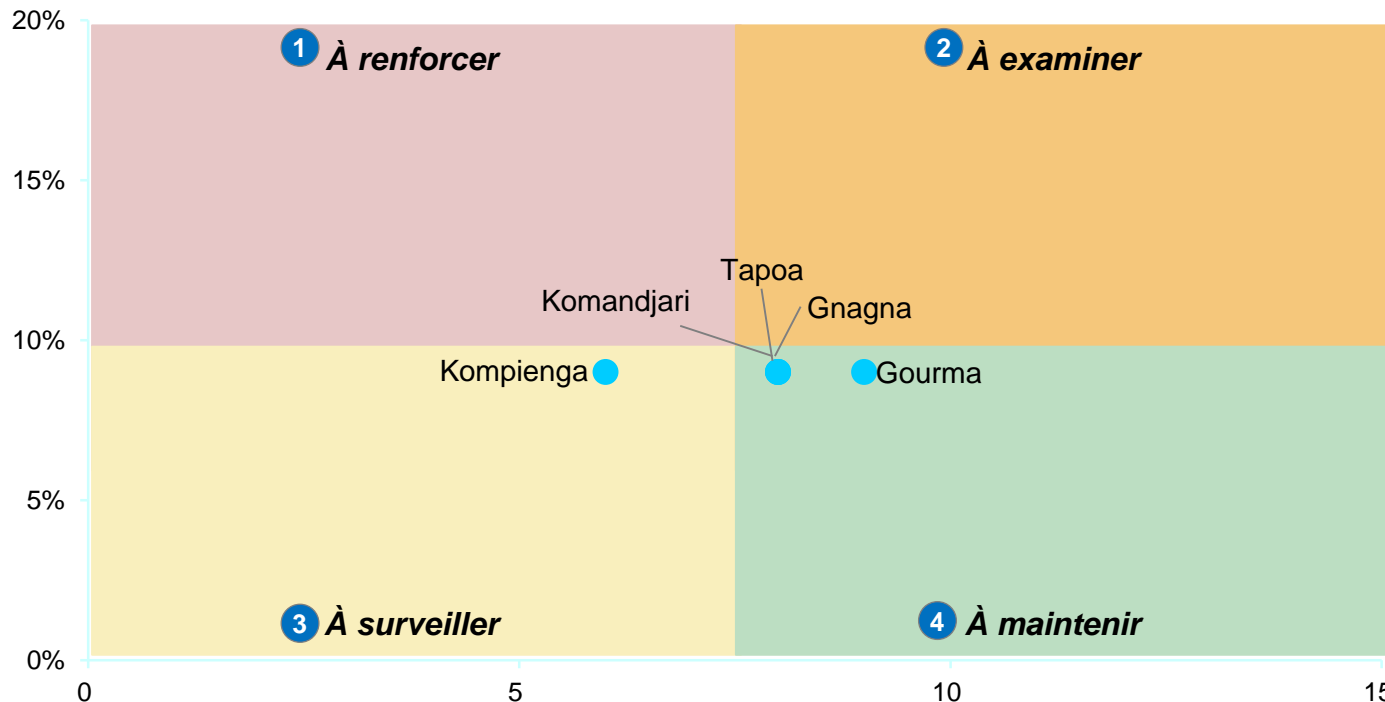 20%
1 À renforcer
2 À examiner
15%
Tapoa
Komandjari
Gnagna
10%
Kompienga
Gourma
5%
3 À surveiller
4 À maintenir
0%
0
5
10
15